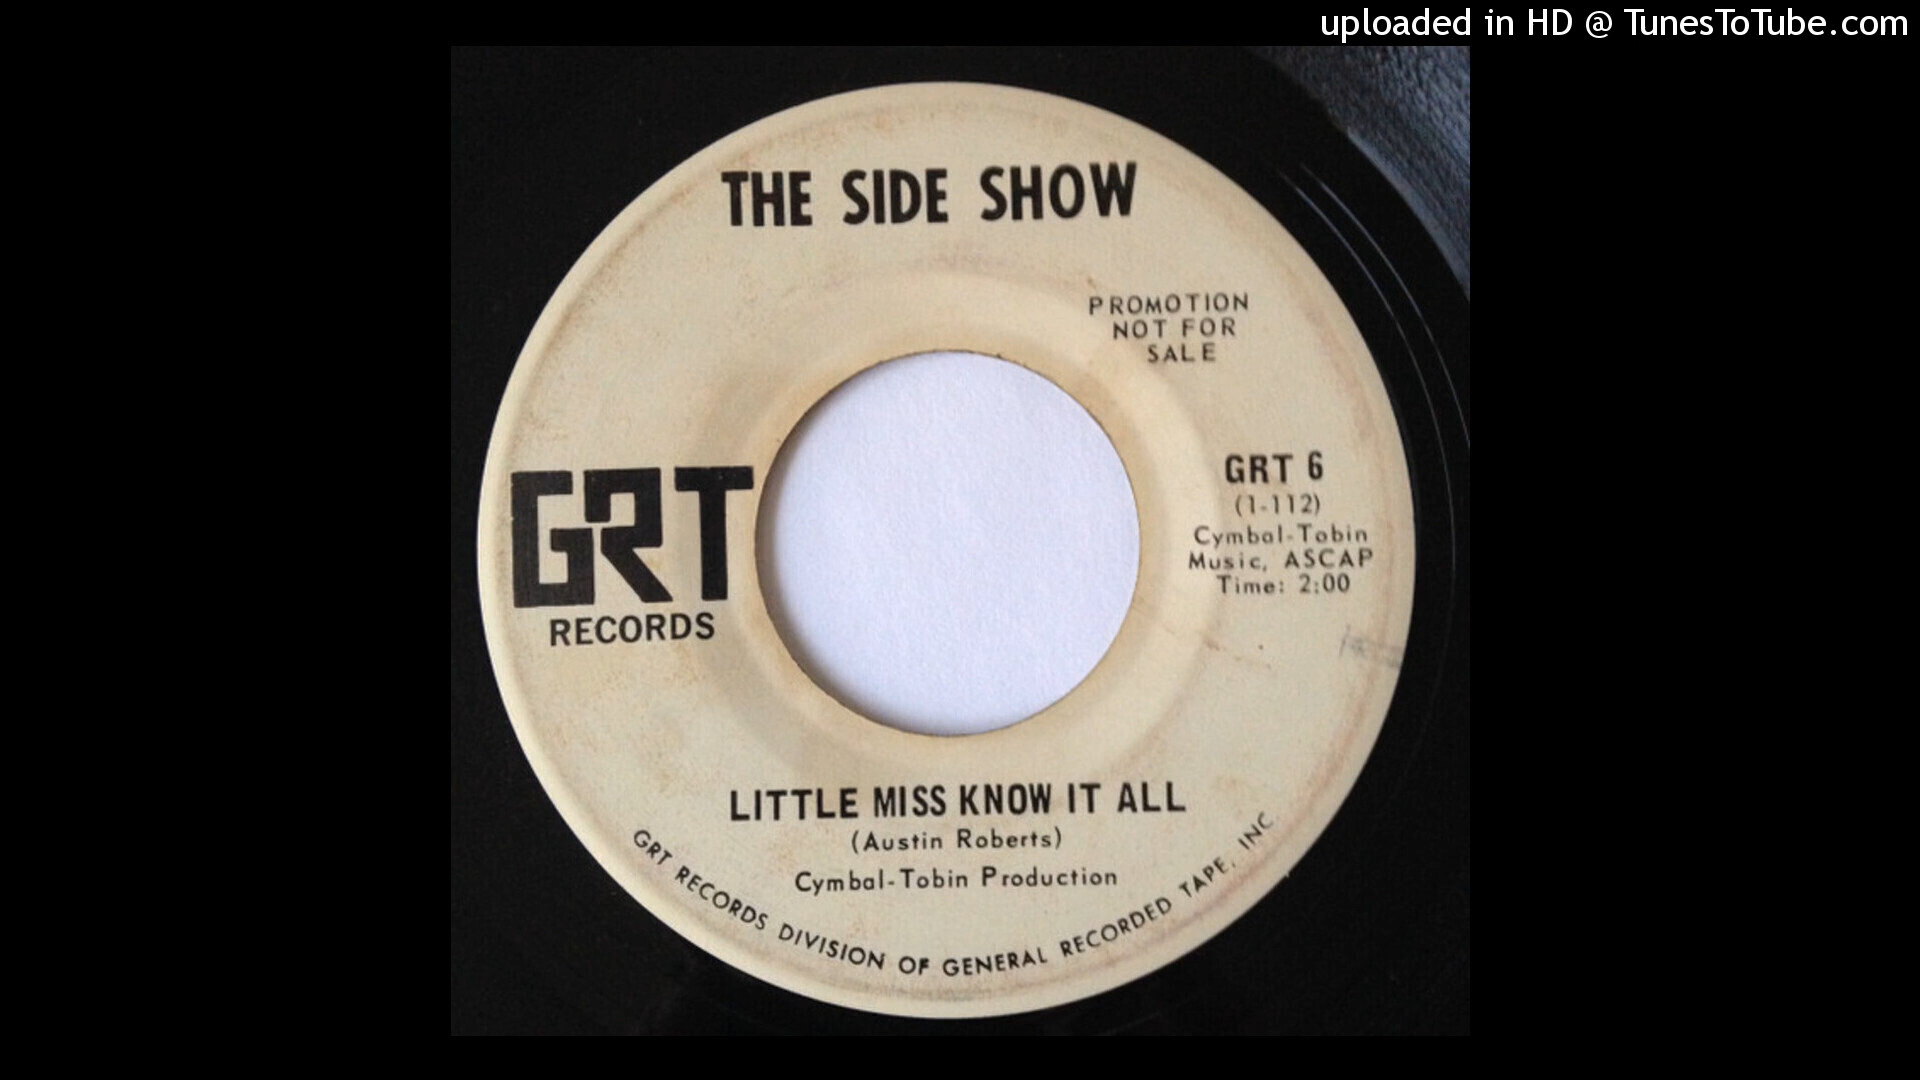 uploaded in HD @ TunesToTube.com
THE SIDE SHOW
PROMOTION
NOT FOR
SALE
GRT
RECORDS
GRT 6
(1-112)
Cymbal-Tobin
Music, ASCAP
Time: 2:00
LITTLE MISS KNOW IT ALL
(Austin Roberts)
Cymbal-Tobin Production
GRT RECORDS DIVISION OF GENERAL RECORDED TAPE, INC